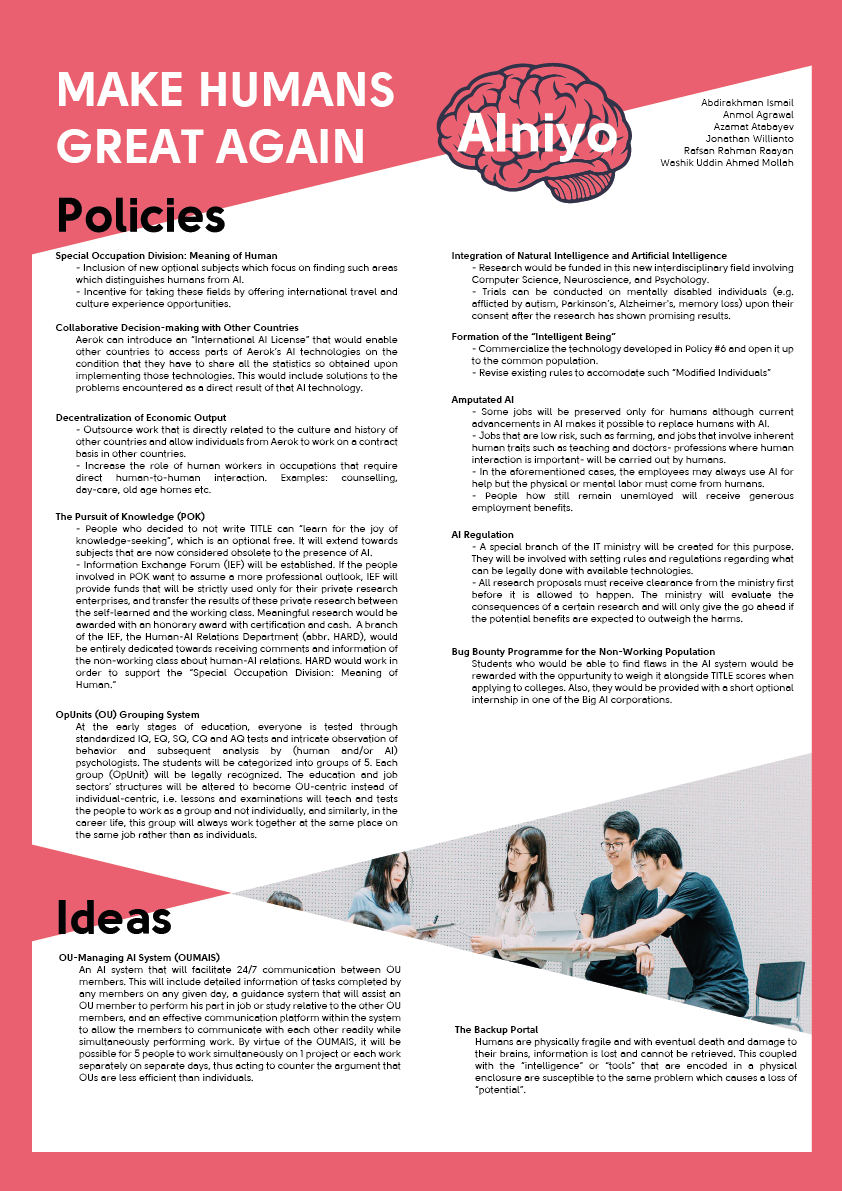 MAKE HUMANS
GREAT AGAIN
AIniyo
Abdirakhman Ismail
Anmol Agrawal
Azamat Atabayev
Jonathan Willianto
Rafsan Rahman Raayan
Washik Uddin Ahmed Mollah
Policies
Special Occupation Division: Meaning of Human
- Inclusion of new optional subjects which focus on finding such areas
which distinguishes humans from AI.
- Incentive for taking these fields by offering international travel and
culture experience opportunities.
Collaborative Decision-making with Other Countries
Aerok can introduce an “International AI License” that would enable
other countries to access parts of Aerok’s AI technologies on the
condition that they have to share all the statistics so obtained upon
implementing those technologies. This would include solutions to the
problems encountered as a direct result of that AI technology.
Decentralization of Economic Output
- Outsource work that is directly related to the culture and history of
other countries and allow individuals from Aerok to work on a contract
basis in other countries.
- Increase the role of human workers in occupations that require
direct human-to-human interaction. Examples: counselling,
day-care, old age homes etc.
The Pursuit of Knowledge (POK)
- People who decided to not write TITLE can “learn for the joy of
knowledge-seeking”, which is an optional free. It will extend towards
subjects that are now considered obsolete to the presence of AI.
- Information Exchange Forum (IEF) will be established. If the people
involved in POK want to assume a more professional outlook, IEF will
provide funds that will be strictly used only for their private research
enterprises, and transfer the results of these private research between
the self-learned and the working class. Meaningful research would be
awarded with an honorary award with certification and cash. A branch
of the IEF, the Human-AI Relations Department (abbr. HARD), would
be entirely dedicated towards receiving comments and information of
the non-working class about human-AI relations. HARD would work in
order to support the “Special Occupation Division: Meaning of
Human.”
OpUnits (OU) Grouping System
At the early stages of education, everyone is tested through
standardized IQ, EQ, SQ, CQ and AQ tests and intricate observation of
behavior and subsequent analysis by (human and/or AI)
psychologists. The students will be categorized into groups of 5. Each
group (OpUnit) will be legally recognized. The education and job
sectors’ structures will be altered to become OU-centric instead of
individual-centric, i.e. lessons and examinations will teach and tests
the people to work as a group and not individually, and similarly, in the
career life, this group will always work together at the same place on
the same job rather than as individuals.
Integration of Natural Intelligence and Artificial Intelligence
- Research would be funded in this new interdisciplinary field involving
Computer Science, Neuroscience, and Psychology.
- Trials can be conducted on mentally disabled individuals (e.g.
afflicted by autism, Parkinson’s, Alzheimer’s, memory loss) upon their
consent after the research has shown promising results.
Formation of the “Intelligent Being”
- Commercialize the technology developed in Policy #6 and open it up
to the common population.
- Revise existing rules to accomodate such “Modified Individuals”
Amputated AI
- Some jobs will be preserved only for humans although current
advancements in AI makes it possible to replace humans with AI.
- Jobs that are low risk, such as farming, and jobs that involve inherent
human traits such as teaching and doctors- professions where human
interaction is important- will be carried out by humans.
- In the aforementioned cases, the employees may always use AI for
help but the physical or mental labor must come from humans.
- People how still remain unemployed will receive generous
employment benefits.
AI Regulation
- A special branch of the IT ministry will be created for this purpose.
They will be involved with setting rules and regulations regarding what
can be legally done with available technologies.
- All research proposals must receive clearance from the ministry first
before it is allowed to happen. The ministry will evaluate the
consequences of a certain research and will only give the go ahead if
the potential benefits are expected to outweigh the harms.
Bug Bounty Programme for the Non-Working Population
Students who would be able to find flaws in the AI system would be
rewarded with the oppurtunity to weigh it alongside TITLE scores when
applying to colleges. Also, they would be provided with a short optional
internship in one of the Big AI corporations.
Ideas
OU-Managing AI System (OUMAIS)
An AI system that will facilitate 24/7 communication between OU
members. This will include detailed information of tasks completed by
any members on any given day, a guidance system that will assist an
OU member to perform his part in job or study relative to the other OU
members, and an effective communication platform within the system
to allow the members to communicate with each other readily while
simultaneously performing work. By virtue of the OUMAIS, it will be
possible for 5 people to work simultaneously on 1 project or each work
separately on separate days, thus acting to counter the argument that
OUs are less efficient than individuals.
The Backup Portal
Humans are physically fragile and with eventual death and damage to
their brains, information is lost and cannot be retrieved. This coupled
with the “intelligence” or “tools” that are encoded in a physical
enclosure are susceptible to the same problem which causes a loss of
“potential”.